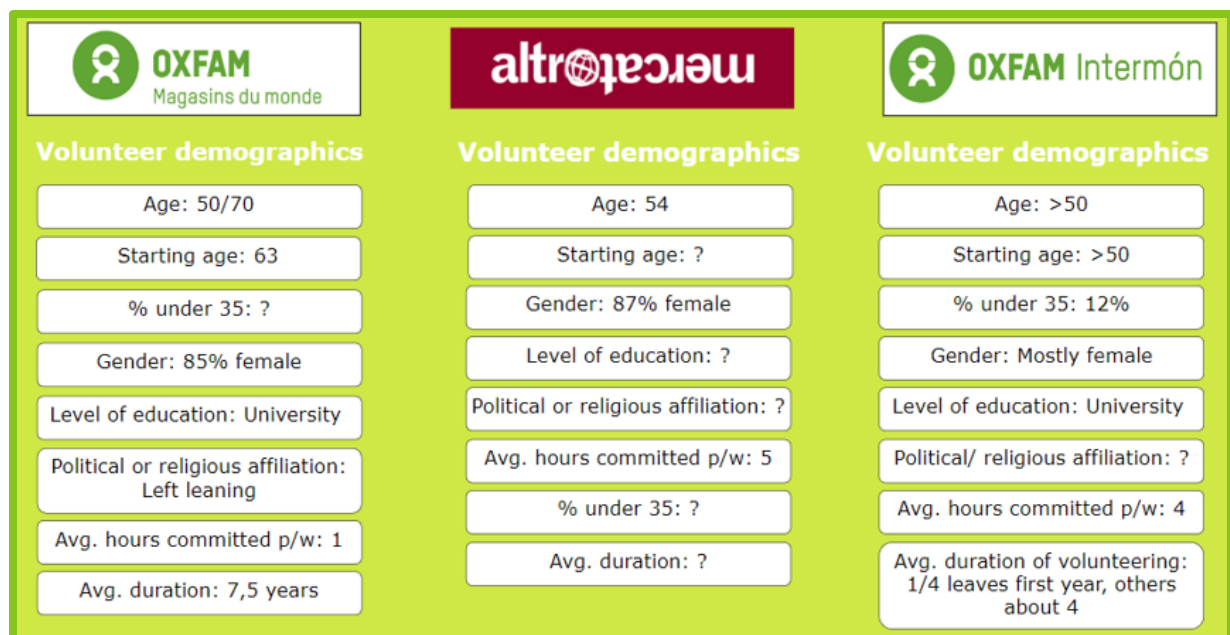 OXFAM
Magasins du monde
Volunteer demographics
Age: 50/70
Starting age: 63
% under 35: ?
Gender: 85% female
Level of education: University
Political or religious affiliation:
Left leaning
Avg. hours committed p/w: 1
Avg. duration: 7,5 years
altromercato
Volunteer demographics
Age: 54
Starting age: ?
Gender: 87% female
Level of education: ?
Political or religious affiliation: ?
Avg. hours committed p/w: 5
% under 35: ?
Avg. duration: ?
OXFAM Intermón
Volunteer demographics
Age: >50
Starting age: >50
% under 35: 12%
Gender: Mostly female
Level of education: University
Political/ religious affiliation: ?
Avg. hours committed p/w: 4
Avg. duration of volunteering:
1/4 leaves first year, others
about 4